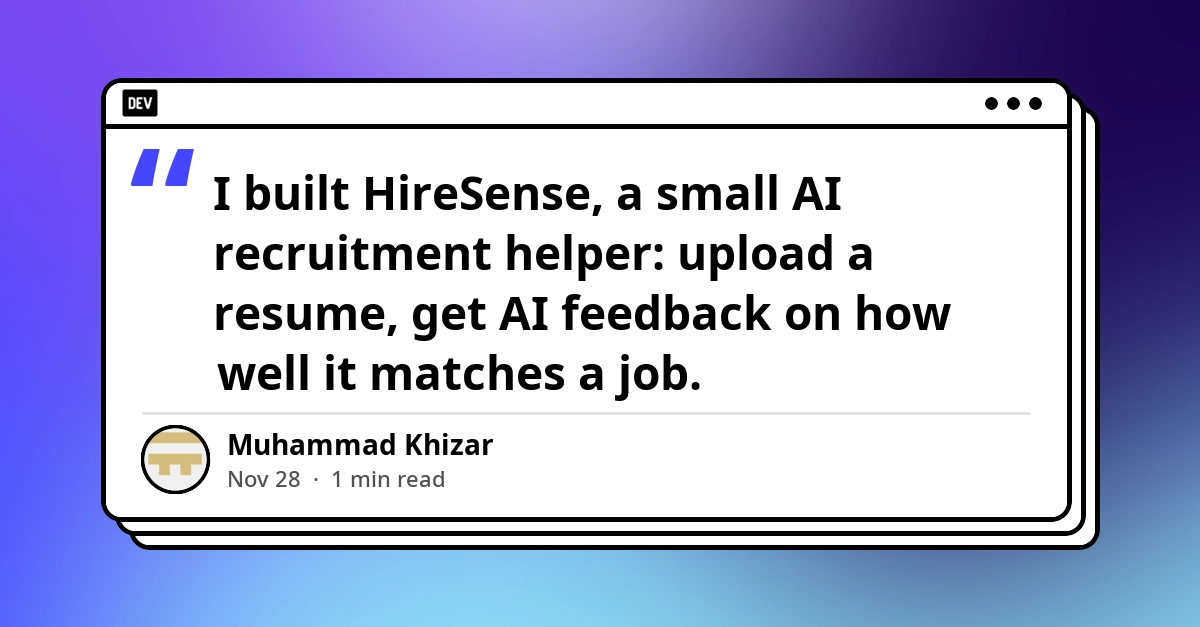 DEV
“ I built HireSense, a small AI
recruitment helper: upload a
resume, get AI feedback on how
well it matches a job.
Muhammad Khizar
Nov 28 · 1 min read